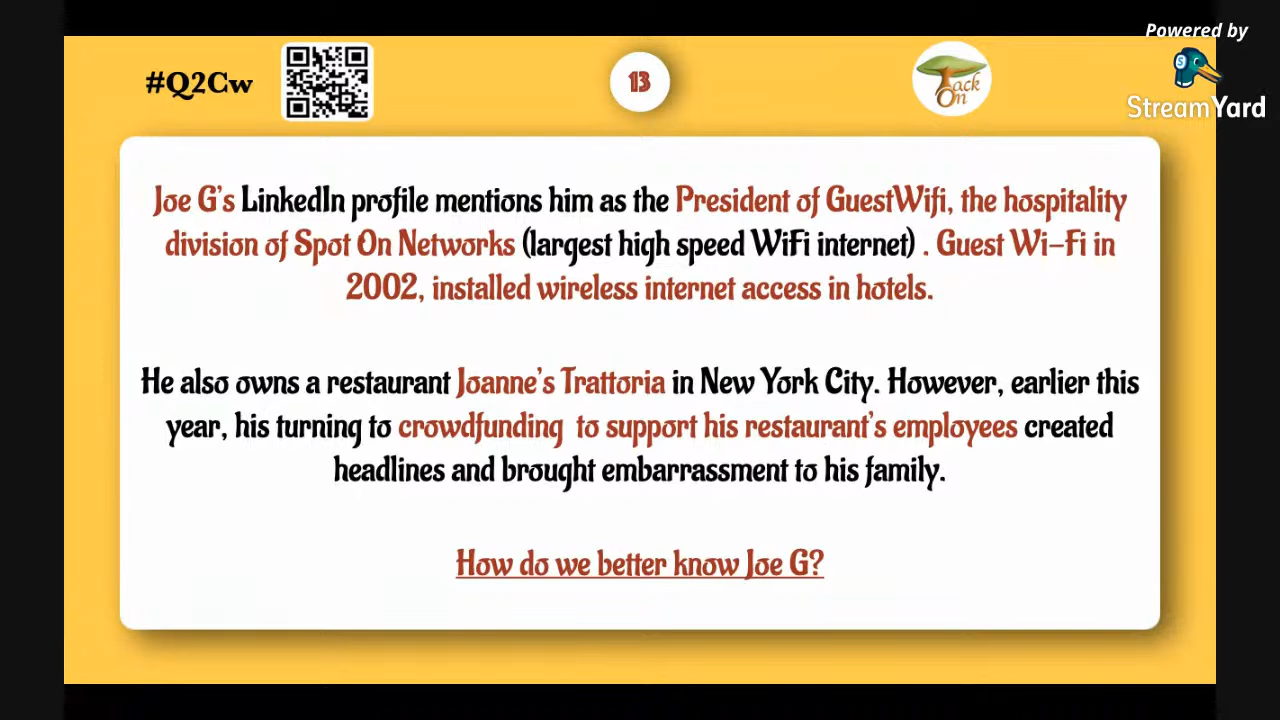 Powered by
#Q2Cw
13
Jack
On
StreamYard
Joe G's LinkedIn profile mentions him as the President of GuestWifi, the hospitality
division of Spot On Networks (largest high speed WiFi internet) . Guest Wi-Fi in
2002, installed wireless internet access in hotels.
He also owns a restaurant Joanne's Trattoria in New York City. However, earlier this
year, his turning to crowdfunding to support his restaurant's employees created
headlines and brought embarrassment to his family.
How do we better know Joe G?